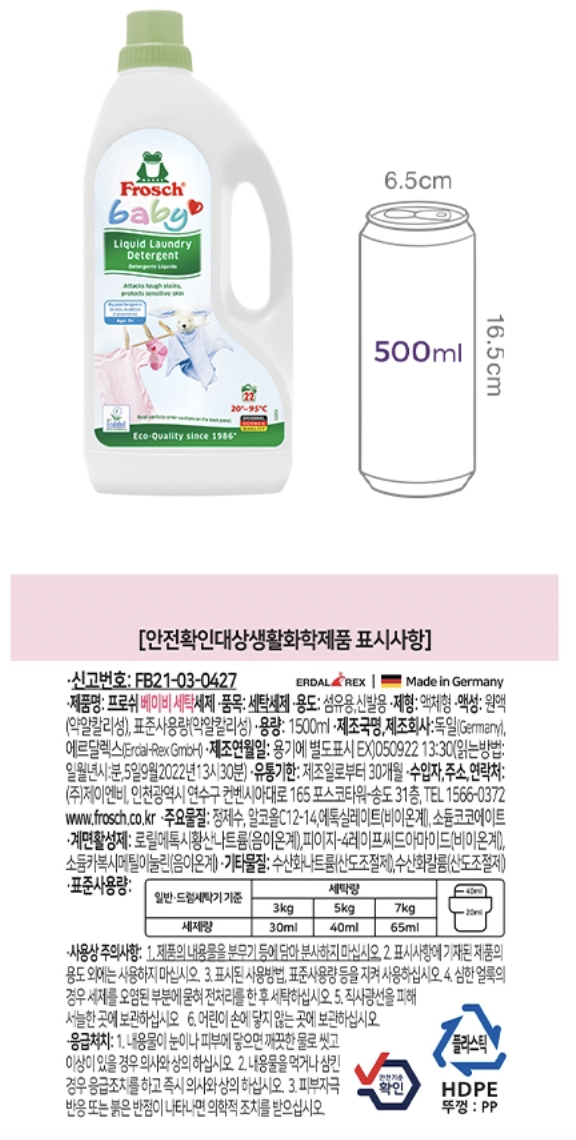 Frosch®
baby
Liquid Laundry
Detergent
Detergente Líquido
Attacks tough stains,
protects sensitive skin
22
20°-95°C
Eco-Quality since 1986*
6.5cm
500ml
16.5cm
[안전확인대상생활화학제품 표시사항]
·신고번호: FB21-03-0427 ERDAL REX | Made in Germany
·제품명: 프로쉬 베이비 세탁세제 ·품목: 세탁세제 ·용도: 섬유용,신발용 ·제형: 액체형 ·액성: 원액
(약알칼리성), 표준사용량(약알칼리성) ·용량: 1500ml ·제조국명,제조회사:독일(Germany),
에르달렉스(Erdal-Rex GmbH) ·제조연월일: 용기에 별도표시 EX)050922 13:30(읽는방법:
일월년시:분,5일9월2022년13시30분) ·유통기한: 제조일로부터 30개월 ·수입자,주소,연락처:
(주)제이엔비, 인천광역시 연수구 컨벤시아대로 165 포스코타워-송도 31층, TEL 1566-0372
www.frosch.co.kr ·주요물질: 정제수, 알코올C12-14,에톡실레이트(비이온계), 소듐코코에이트
·계면활성제: 로릴에톡시황산나트륨(음이온계),피이지-4레이프씨드아마이드(비이온계),
소듐카복시메틸이눌린(음이온계) ·기타물질: 수산화나트륨(산도조절제),수산화칼륨(산도조절제)
·표준사용량:
일반·드럼세탁기 기준 세탁량
3kg 5kg 7kg
세제량 30ml 40ml 65ml
40ml
20ml
·사용상 주의사항: 1. 제품의 내용물을 분무기 등에 담아 분사하지 마십시오. 2. 표시사항에 기재된 제품의
용도 외에는 사용하지 마십시오. 3. 표시된 사용방법, 표준사용량 등을 지켜 사용하십시오. 4. 심한 얼룩의
경우 세제를 오염된 부분에 묻혀 전처리를 한 후 세탁하십시오. 5. 직사광선을 피해
서늘한 곳에 보관하십시오 6. 어린이 손에 닿지 않는 곳에 보관하십시오.
·응급처치: 1. 내용물이 눈이나 피부에 닿으면 깨끗한 물로 씻고
이상이 있을 경우 의사와 상의 하십시오. 2. 내용물을 먹거나 삼킨
경우 응급조치를 하고 즉시 의사와 상의 하십시오. 3. 피부자극
반응 또는 붉은 반점이 나타나면 의학적 조치를 받으십시오.
안전기준
확인
플라스틱
HDPE
뚜껑 : PP